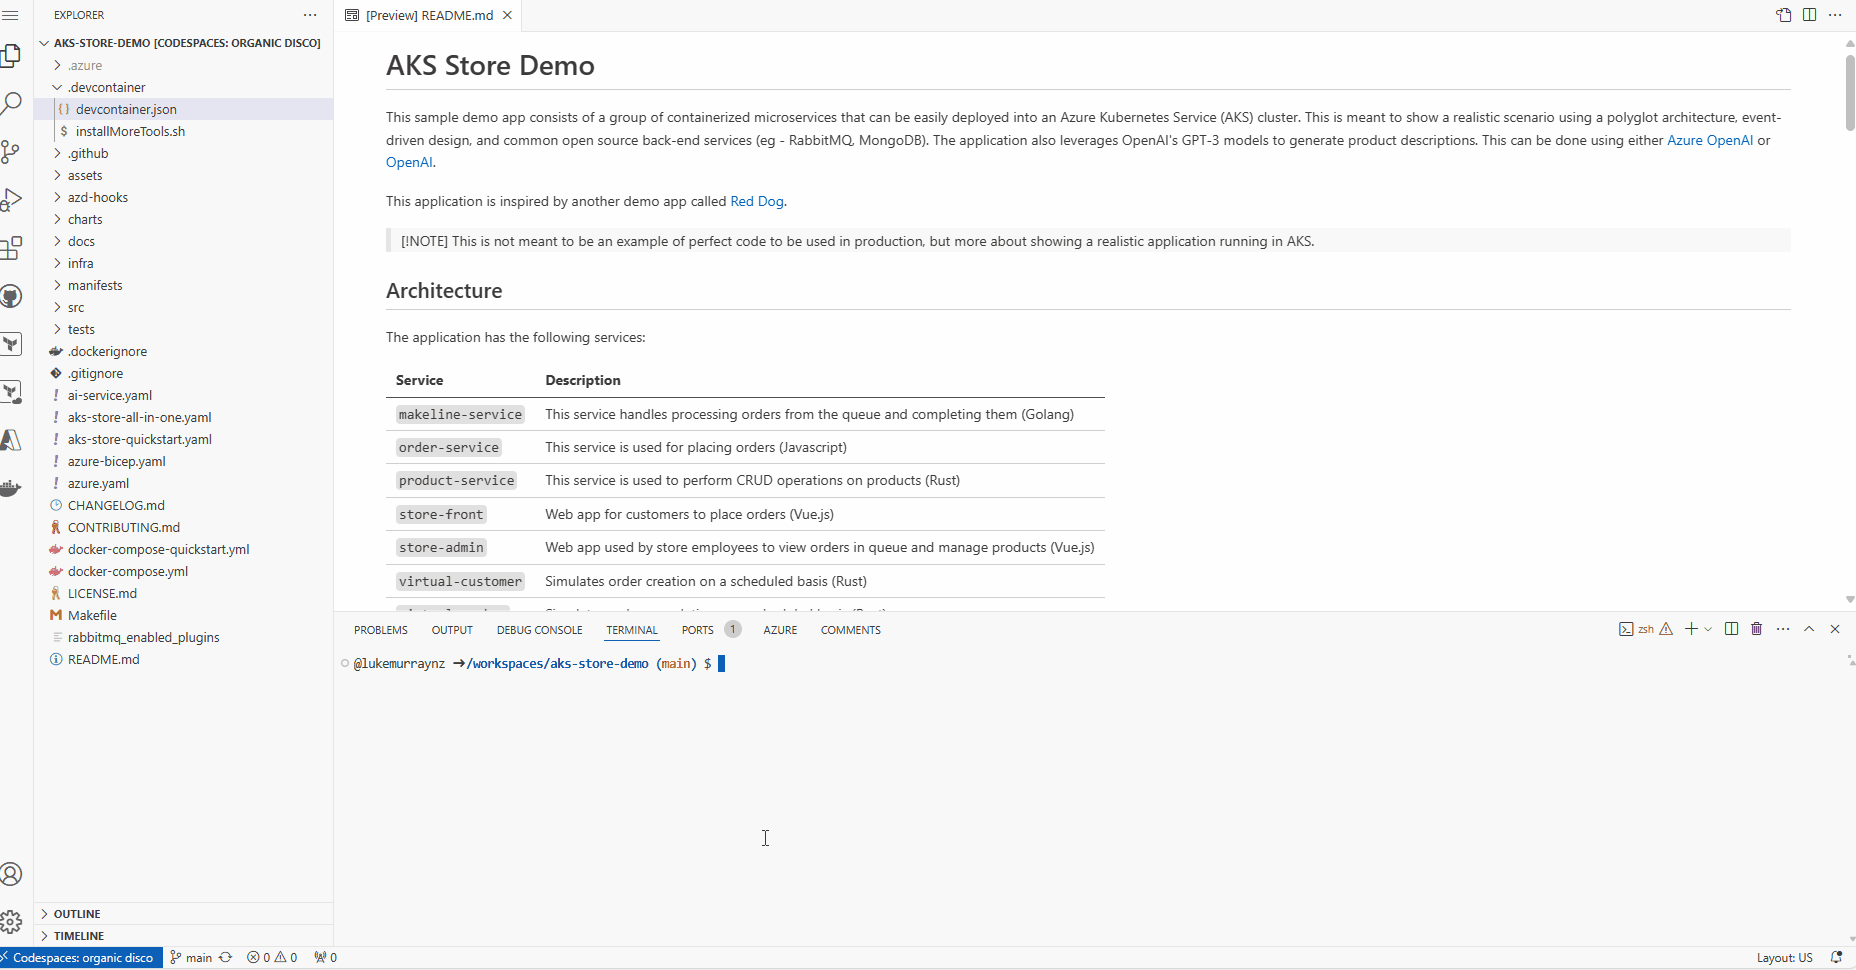 EXPLORER
AKS-STORE-DEMO [CODESPACES: ORGANIC DISCO]
.azure
.devcontainer
devcontainer.json
installMoreTools.sh
.github
assets
azd-hooks
charts
docs
infra
manifests
src
tests
.dockerignore
.gitignore
ai-service.yaml
aks-store-all-in-one.yaml
aks-store-quickstart.yaml
azure-bicep.yaml
azure.yaml
CHANGELOG.md
CONTRIBUTING.md
docker-compose-quickstart.yml
docker-compose.yml
LICENSE.md
Makefile
rabbitmq_enabled_plugins
README.md
OUTLINE
TIMELINE
[Preview] README.md
AKS Store Demo
This sample demo app consists of a group of containerized microservices that can be easily deployed into an Azure Kubernetes Service (AKS) cluster. This is meant to show a realistic scenario using a polyglot architecture, event-
driven design, and common open source back-end services (eg - RabbitMQ, MongoDB). The application also leverages OpenAI's GPT-3 models to generate product descriptions. This can be done using either Azure OpenAI or
OpenAI.
This application is inspired by another demo app called Red Dog.
[!NOTE] This is not meant to be an example of perfect code to be used in production, but more about showing a realistic application running in AKS.
Architecture
The application has the following services:
Service Description
makeline-service This service handles processing orders from the queue and completing them (Golang)
order-service This service is used for placing orders (Javascript)
product-service This service is used to perform CRUD operations on products (Rust)
store-front Web app for customers to place orders (Vue.js)
store-admin Web app used by store employees to view orders in queue and manage products (Vue.js)
virtual-customer Simulates order creation on a scheduled basis (Rust)
PROBLEMS OUTPUT DEBUG CONSOLE TERMINAL PORTS 1 AZURE COMMENTS
zsh
@lukemurraynz →/workspaces/aks-store-demo (main) $
Codespaces: organic disco main 0 0 0 Layout: US